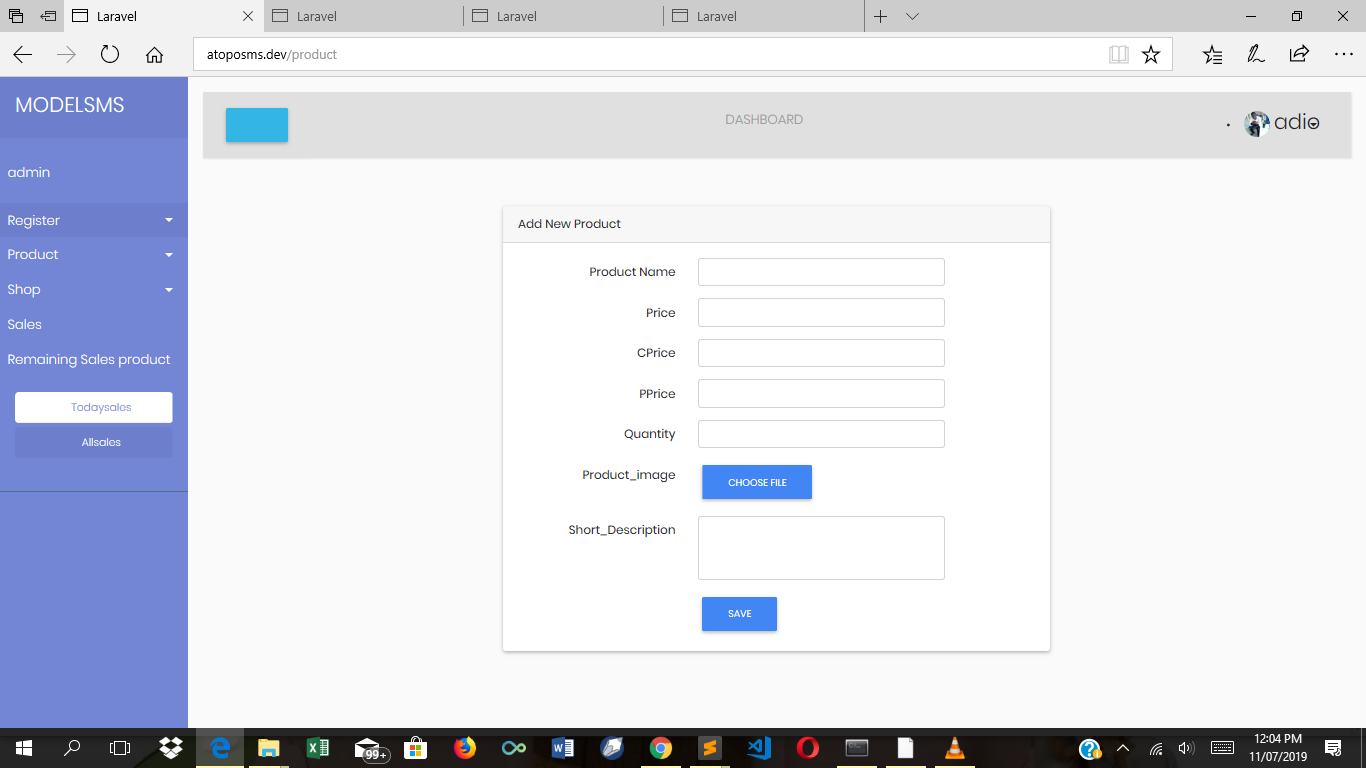 Laravel
Laravel
Laravel
Laravel
atoposms.dev/product
MODELSMS
DASHBOARD
adio
admin
Register
Product
Shop
Sales
Remaining Sales product
Todaysales
Allsales
Add New Product
Product Name
Price
CPrice
PPrice
Quantity
Product_image
CHOOSE FILE
Short_Description
SAVE
99+
12:04 PM
11/07/2019